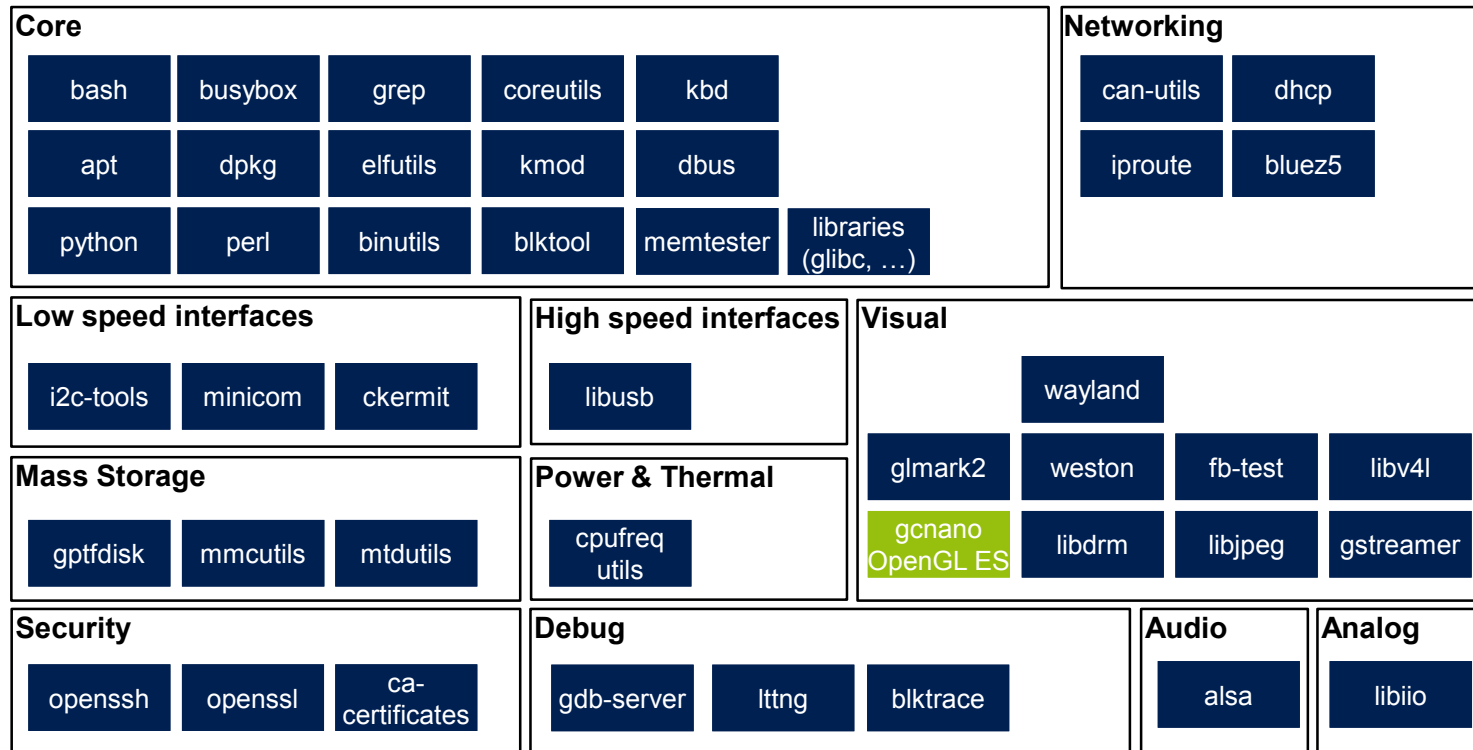 Core
bash
busybox
grep
coreutils
kbd
apt
dpkg
elfutils
kmod
dbus
python
perl
binutils
blktool
memtester
libraries
(glibc, …)
Networking
can-utils
dhcp
iproute
bluez5
Low speed interfaces
i2c-tools
minicom
ckermit
High speed interfaces
libusb
Visual
wayland
glmark2
weston
fb-test
libv4l
gcnano
OpenGL ES
libdrm
libjpeg
gstreamer
Mass Storage
gptfdisk
mmcutils
mtdutils
Power & Thermal
cpufreq
utils
Security
openssh
openssl
ca-
certificates
Debug
gdb-server
lttng
blktrace
Audio
alsa
Analog
libiio